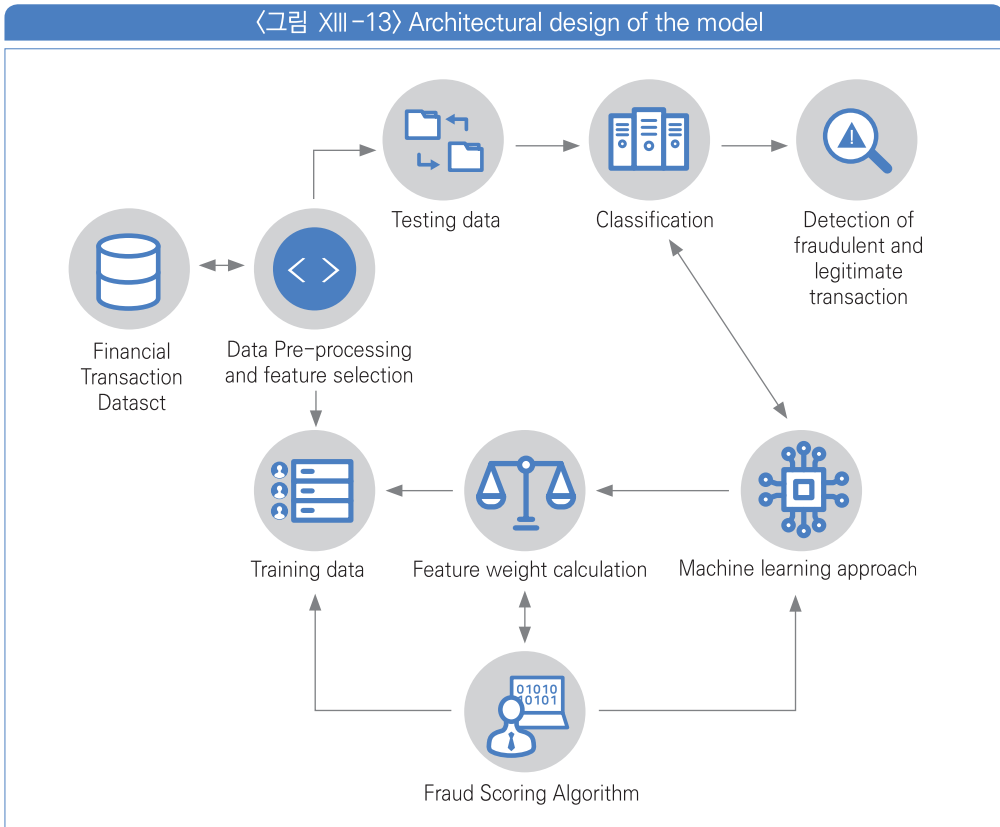 〈그림 XIII-13〉 Architectural design of the model
Testing data
Classification
Detection of
fraudulent and
legitimate
transaction
Financial
Transaction
Datasct
Data Pre-processing
and feature selection
Training data
Feature weight calculation
Machine learning approach
01010
10101
Fraud Scoring Algorithm